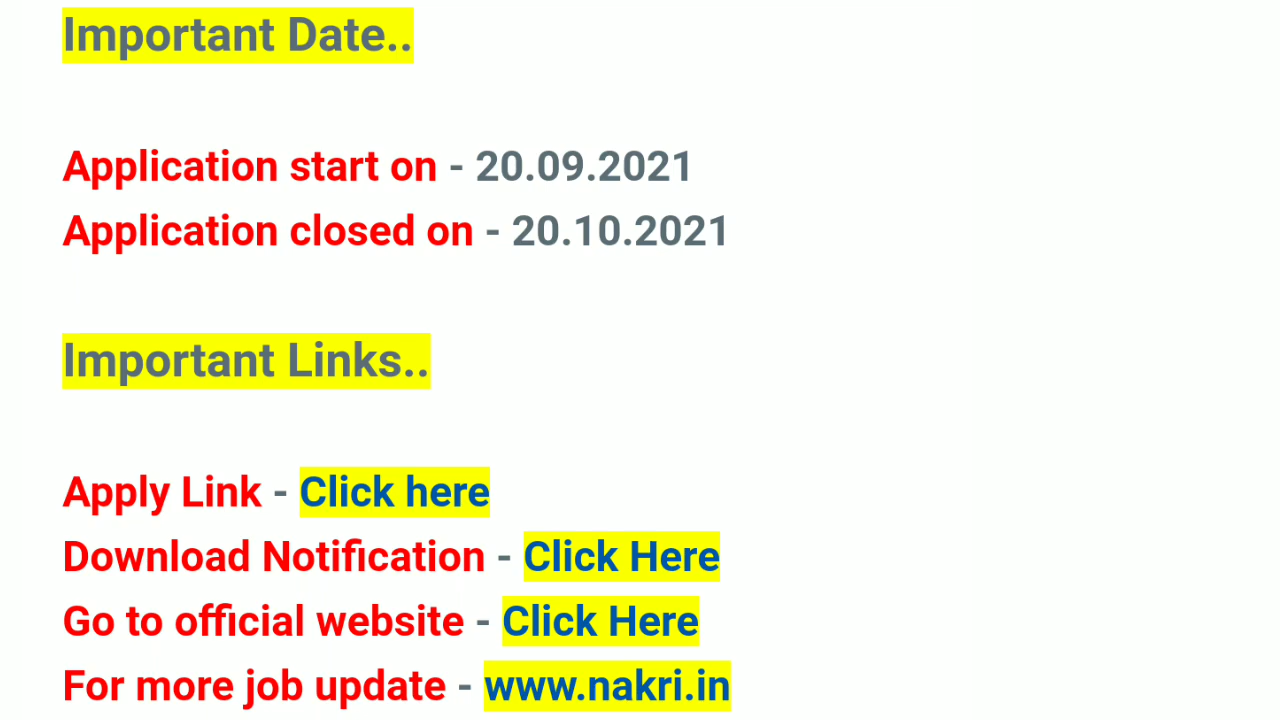 Important Date..
Application start on - 20.09.2021
Application closed on - 20.10.2021
Important Links..
Apply Link - Click here
Download Notification - Click Here
Go to official website - Click Here
For more job update - www.nakri.in